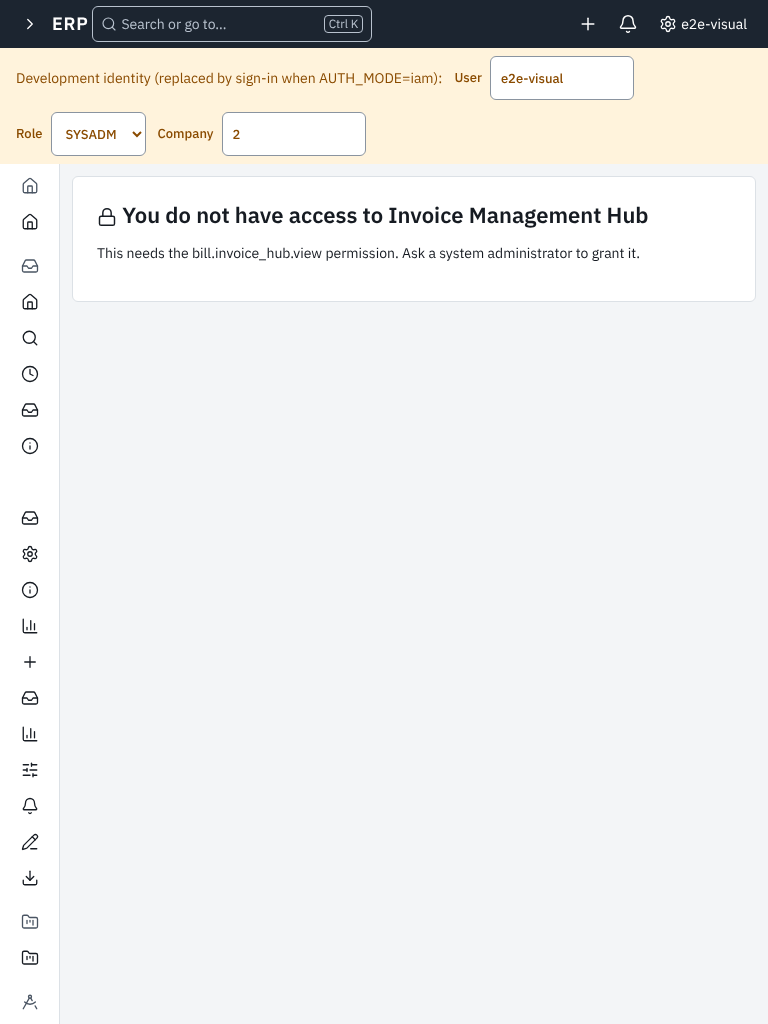 ERP
Search or go to...
Ctrl K
e2e-visual
Development identity (replaced by sign-in when AUTH_MODE=iam):
User
e2e-visual
Role
SYSADM
Company
2
You do not have access to Invoice Management Hub
This needs the bill.invoice_hub.view permission. Ask a system administrator to grant it.